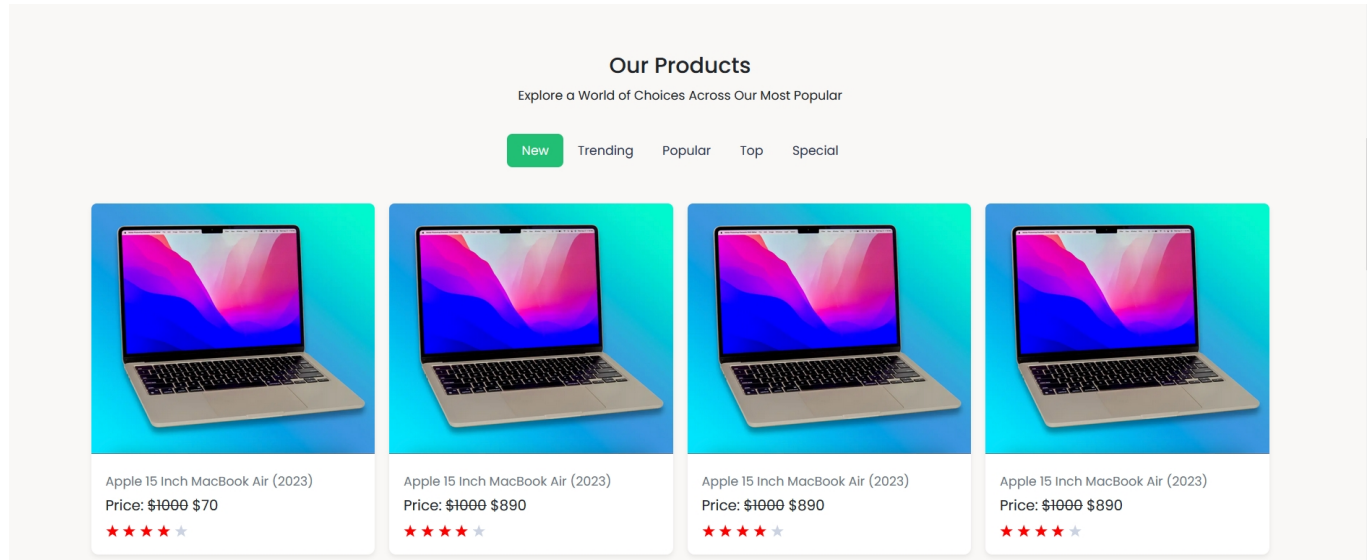 Our Products
Explore a World of Choices Across Our Most Popular
New Trending Popular Top Special
Apple 15 Inch MacBook Air (2023) Apple 15 Inch MacBook Air (2023) Apple 15 Inch MacBook Air (2023) Apple 15 Inch MacBook Air (2023)
Price: $1000 $70 Price: $1000 $890 Price: $1000 $890 Price: $1000 $890